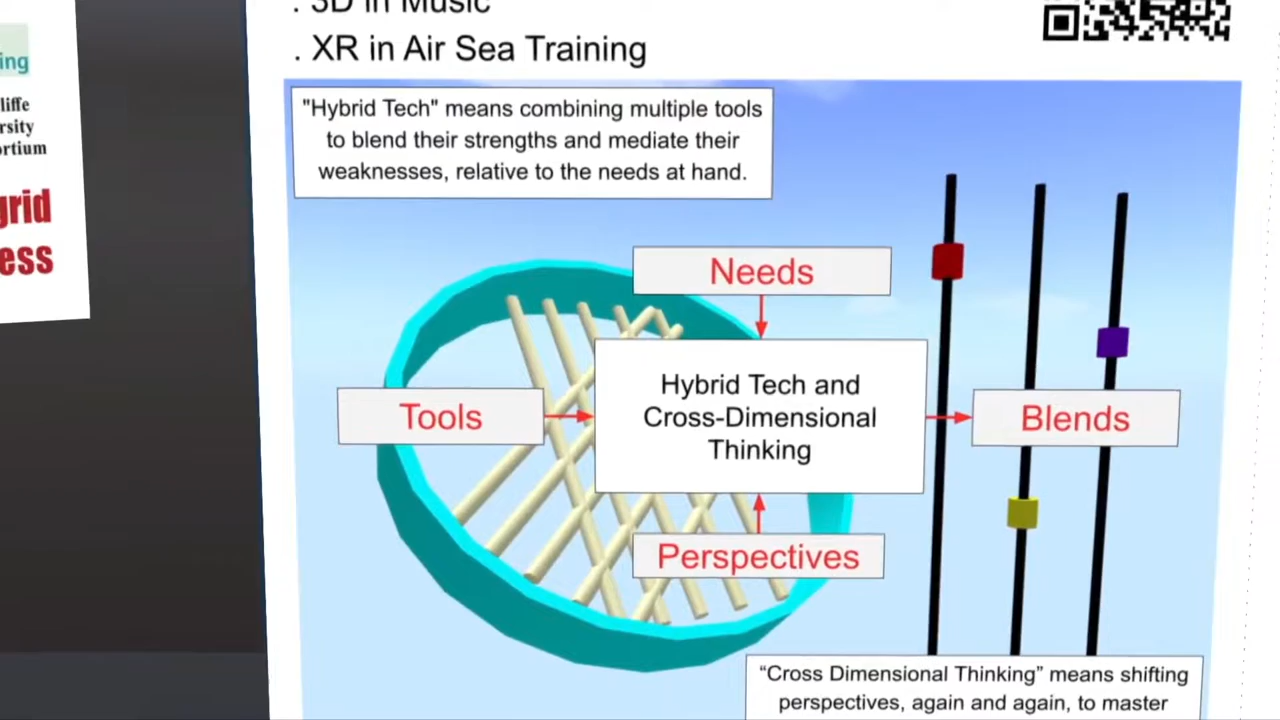 . 3D in Music
. XR in Air Sea Training
"Hybrid Tech" means combining multiple tools
to blend their strengths and mediate their
weaknesses, relative to the needs at hand.
Needs
Tools
Hybrid Tech and
Cross-Dimensional
Thinking
Blends
Perspectives
“Cross Dimensional Thinking” means shifting
perspectives, again and again, to master
ing
liffe
rsity
ortium
grid
ess